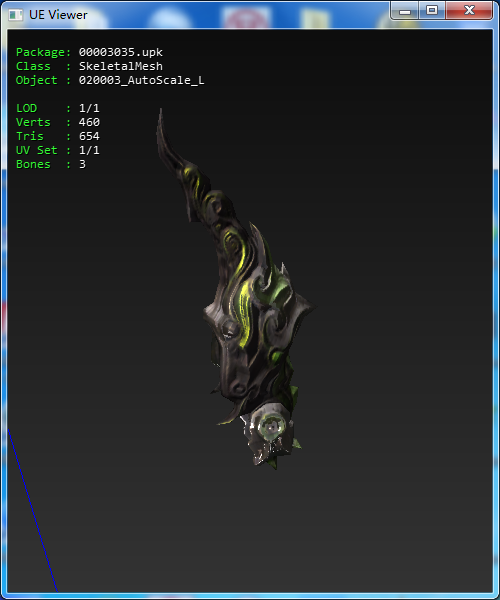 UE Viewer
Package: 00003035.upk
Class : SkeletalMesh
Object : 020003_AutoScale_L
LOD : 1/1
Verts : 460
Tris : 654
UV Set : 1/1
Bones : 3